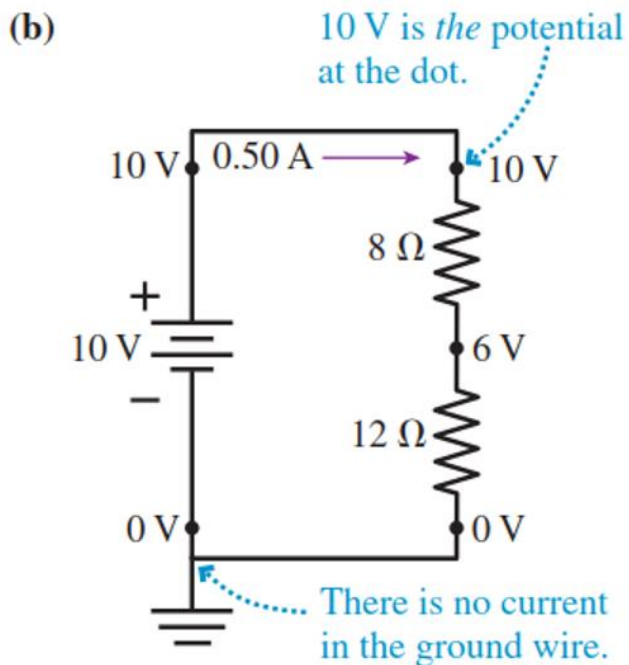 (b)
10 V is the potential
at the dot.
10 V
0.50 A
10 V
8 Ω
+
10 V
6 V
−
12 Ω
0 V
0 V
There is no current
in the ground wire.